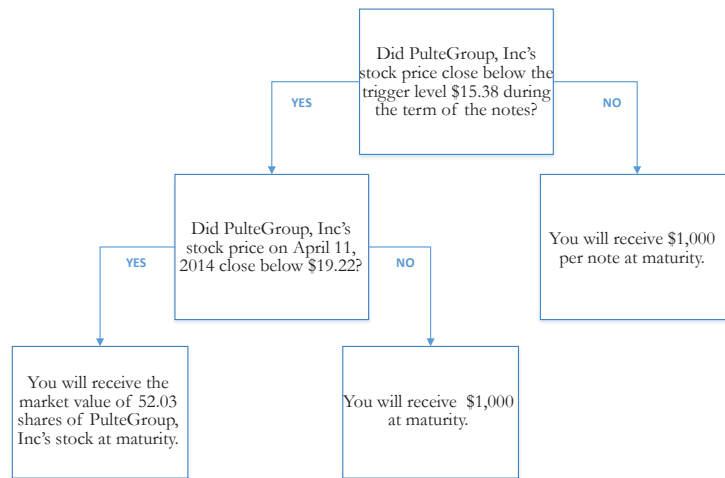 Did PulteGroup, Inc's
stock price close below the
trigger level $15.38 during
the term of the notes?
YES
NO
Did PulteGroup, Inc's
stock price on April 11,
2014 close below $19.22?
You will receive $1,000
per note at maturity.
YES
NO
You will receive the
market value of 52.03
shares of PulteGroup,
Inc's stock at maturity.
You will receive $1,000
at maturity.